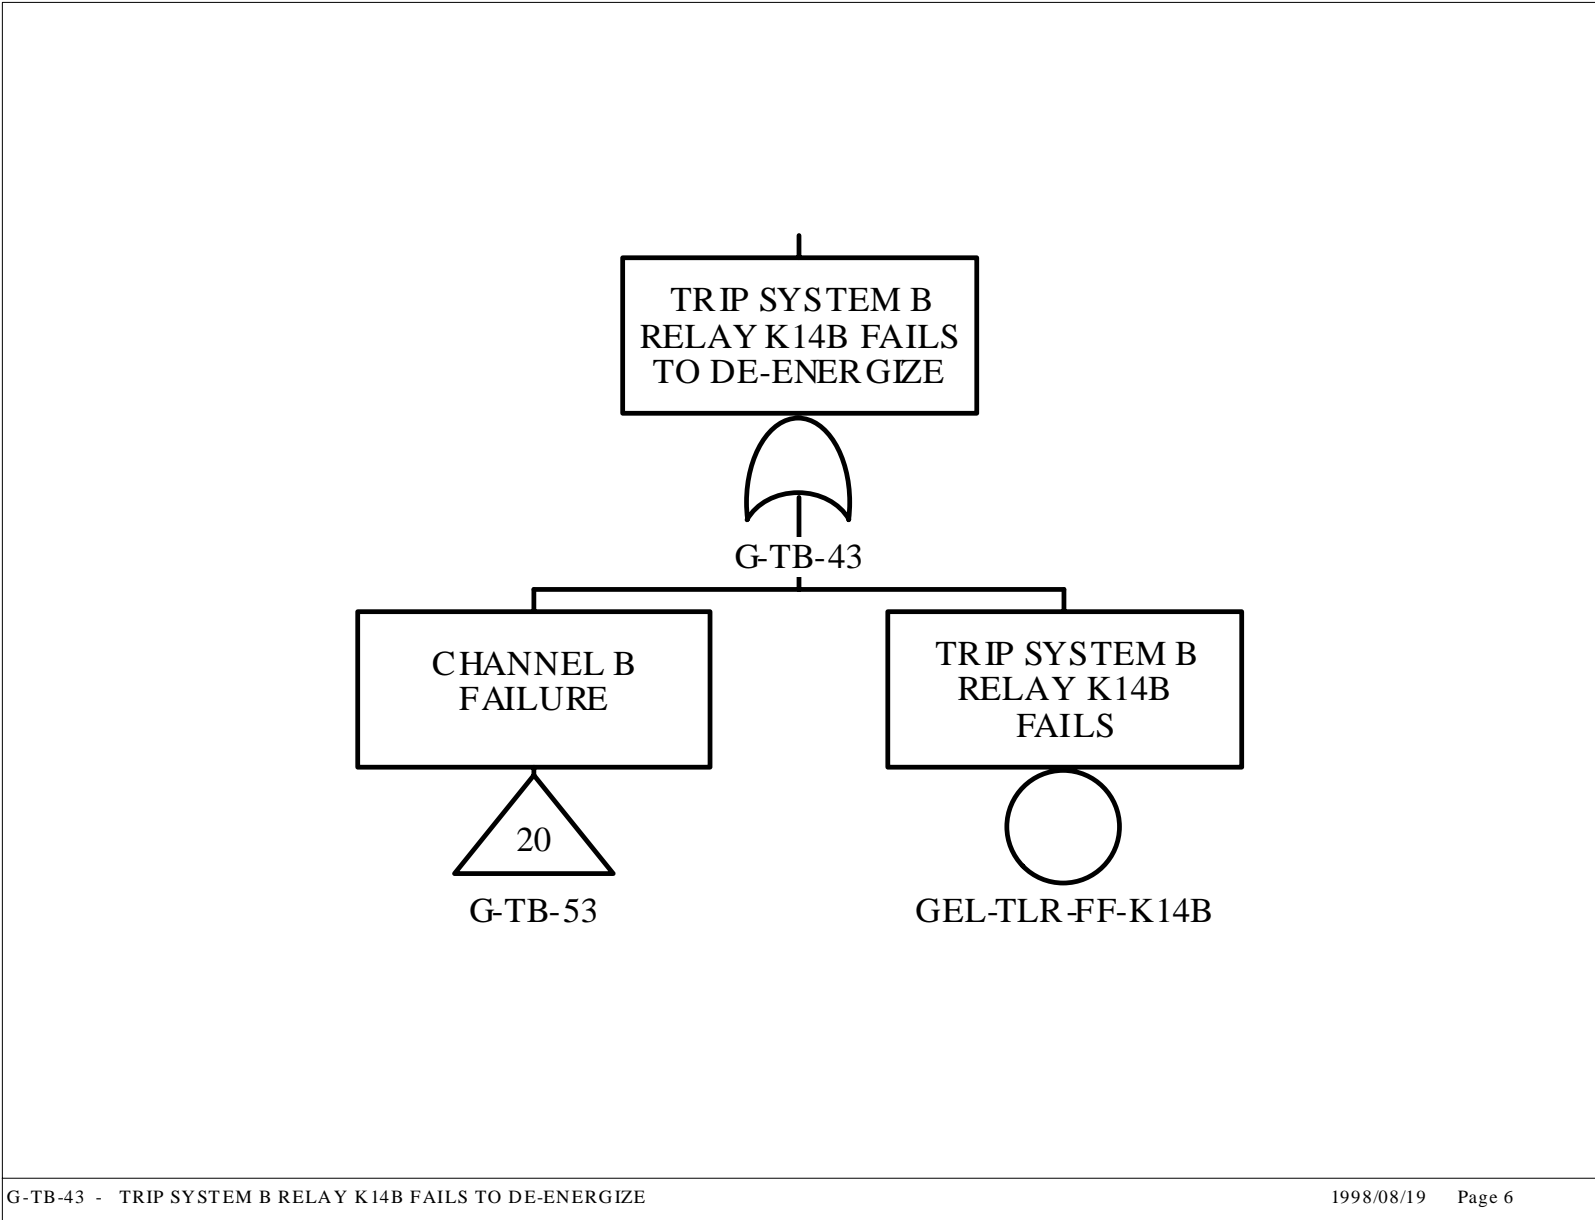 TRIP SYSTEM B
RELAY K14B FAILS
TO DE-ENERGIZE
G-TB-43
CHANNEL B
FAILURE
TRIP SYSTEM B
RELAY K14B
FAILS
20
G-TB-53
GEL-TLR-FF-K14B
G-TB-43 - TRIP SYSTEM B RELAY K14B FAILS TO DE-ENERGIZE
1998/08/19 Page 6